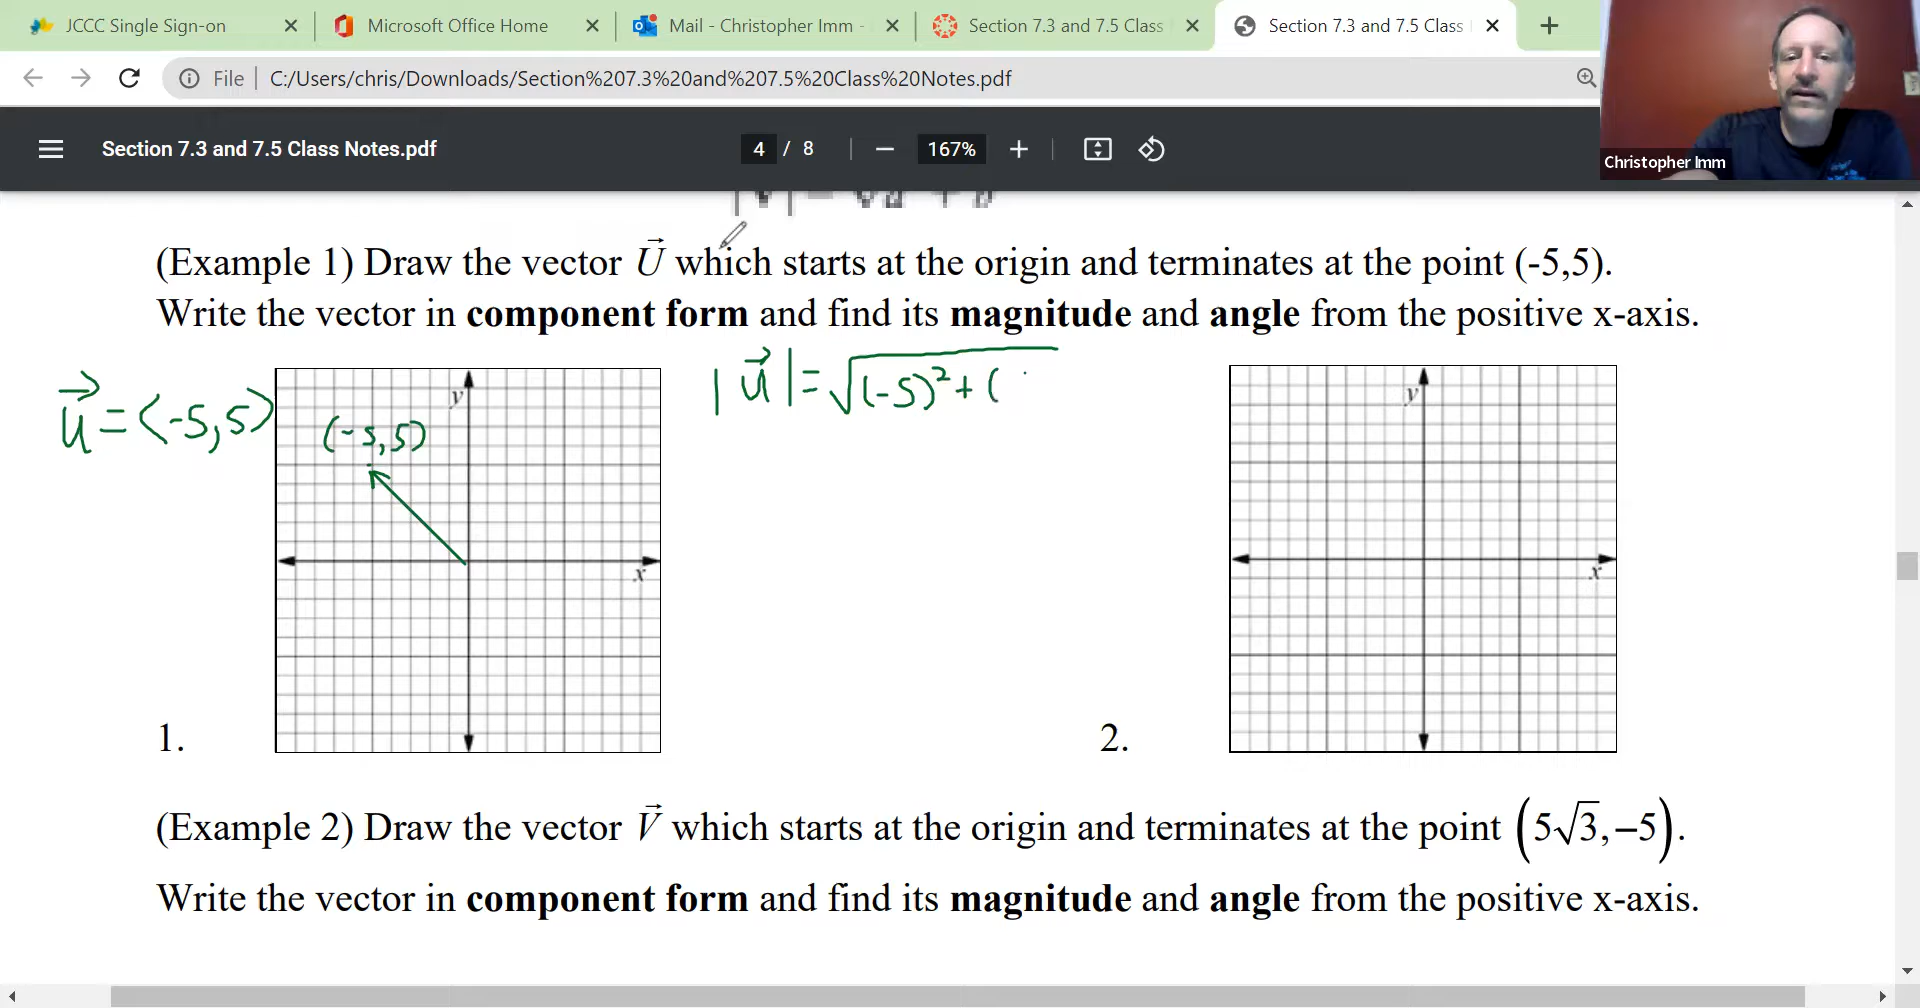 JCCC Single Sign-on
Microsoft Office Home
Mail - Christopher Imm -
Section 7.3 and 7.5 Class
Section 7.3 and 7.5 Class
File
C:/Users/chris/Downloads/Section%207.3%20and%207.5%20Class%20Notes.pdf
Section 7.3 and 7.5 Class Notes.pdf
4 / 8
167%
Christopher Imm
(Example 1) Draw the vector U⃗ which starts at the origin and terminates at the point (-5,5).
Write the vector in component form and find its magnitude and angle from the positive x-axis.
u⃗ = ⟨-5,5⟩
y
(-5,5)
x
|u⃗| = √(-5)² + (
y
x
1.
2.
(Example 2) Draw the vector V⃗ which starts at the origin and terminates at the point (5√3,−5).
Write the vector in component form and find its magnitude and angle from the positive x-axis.